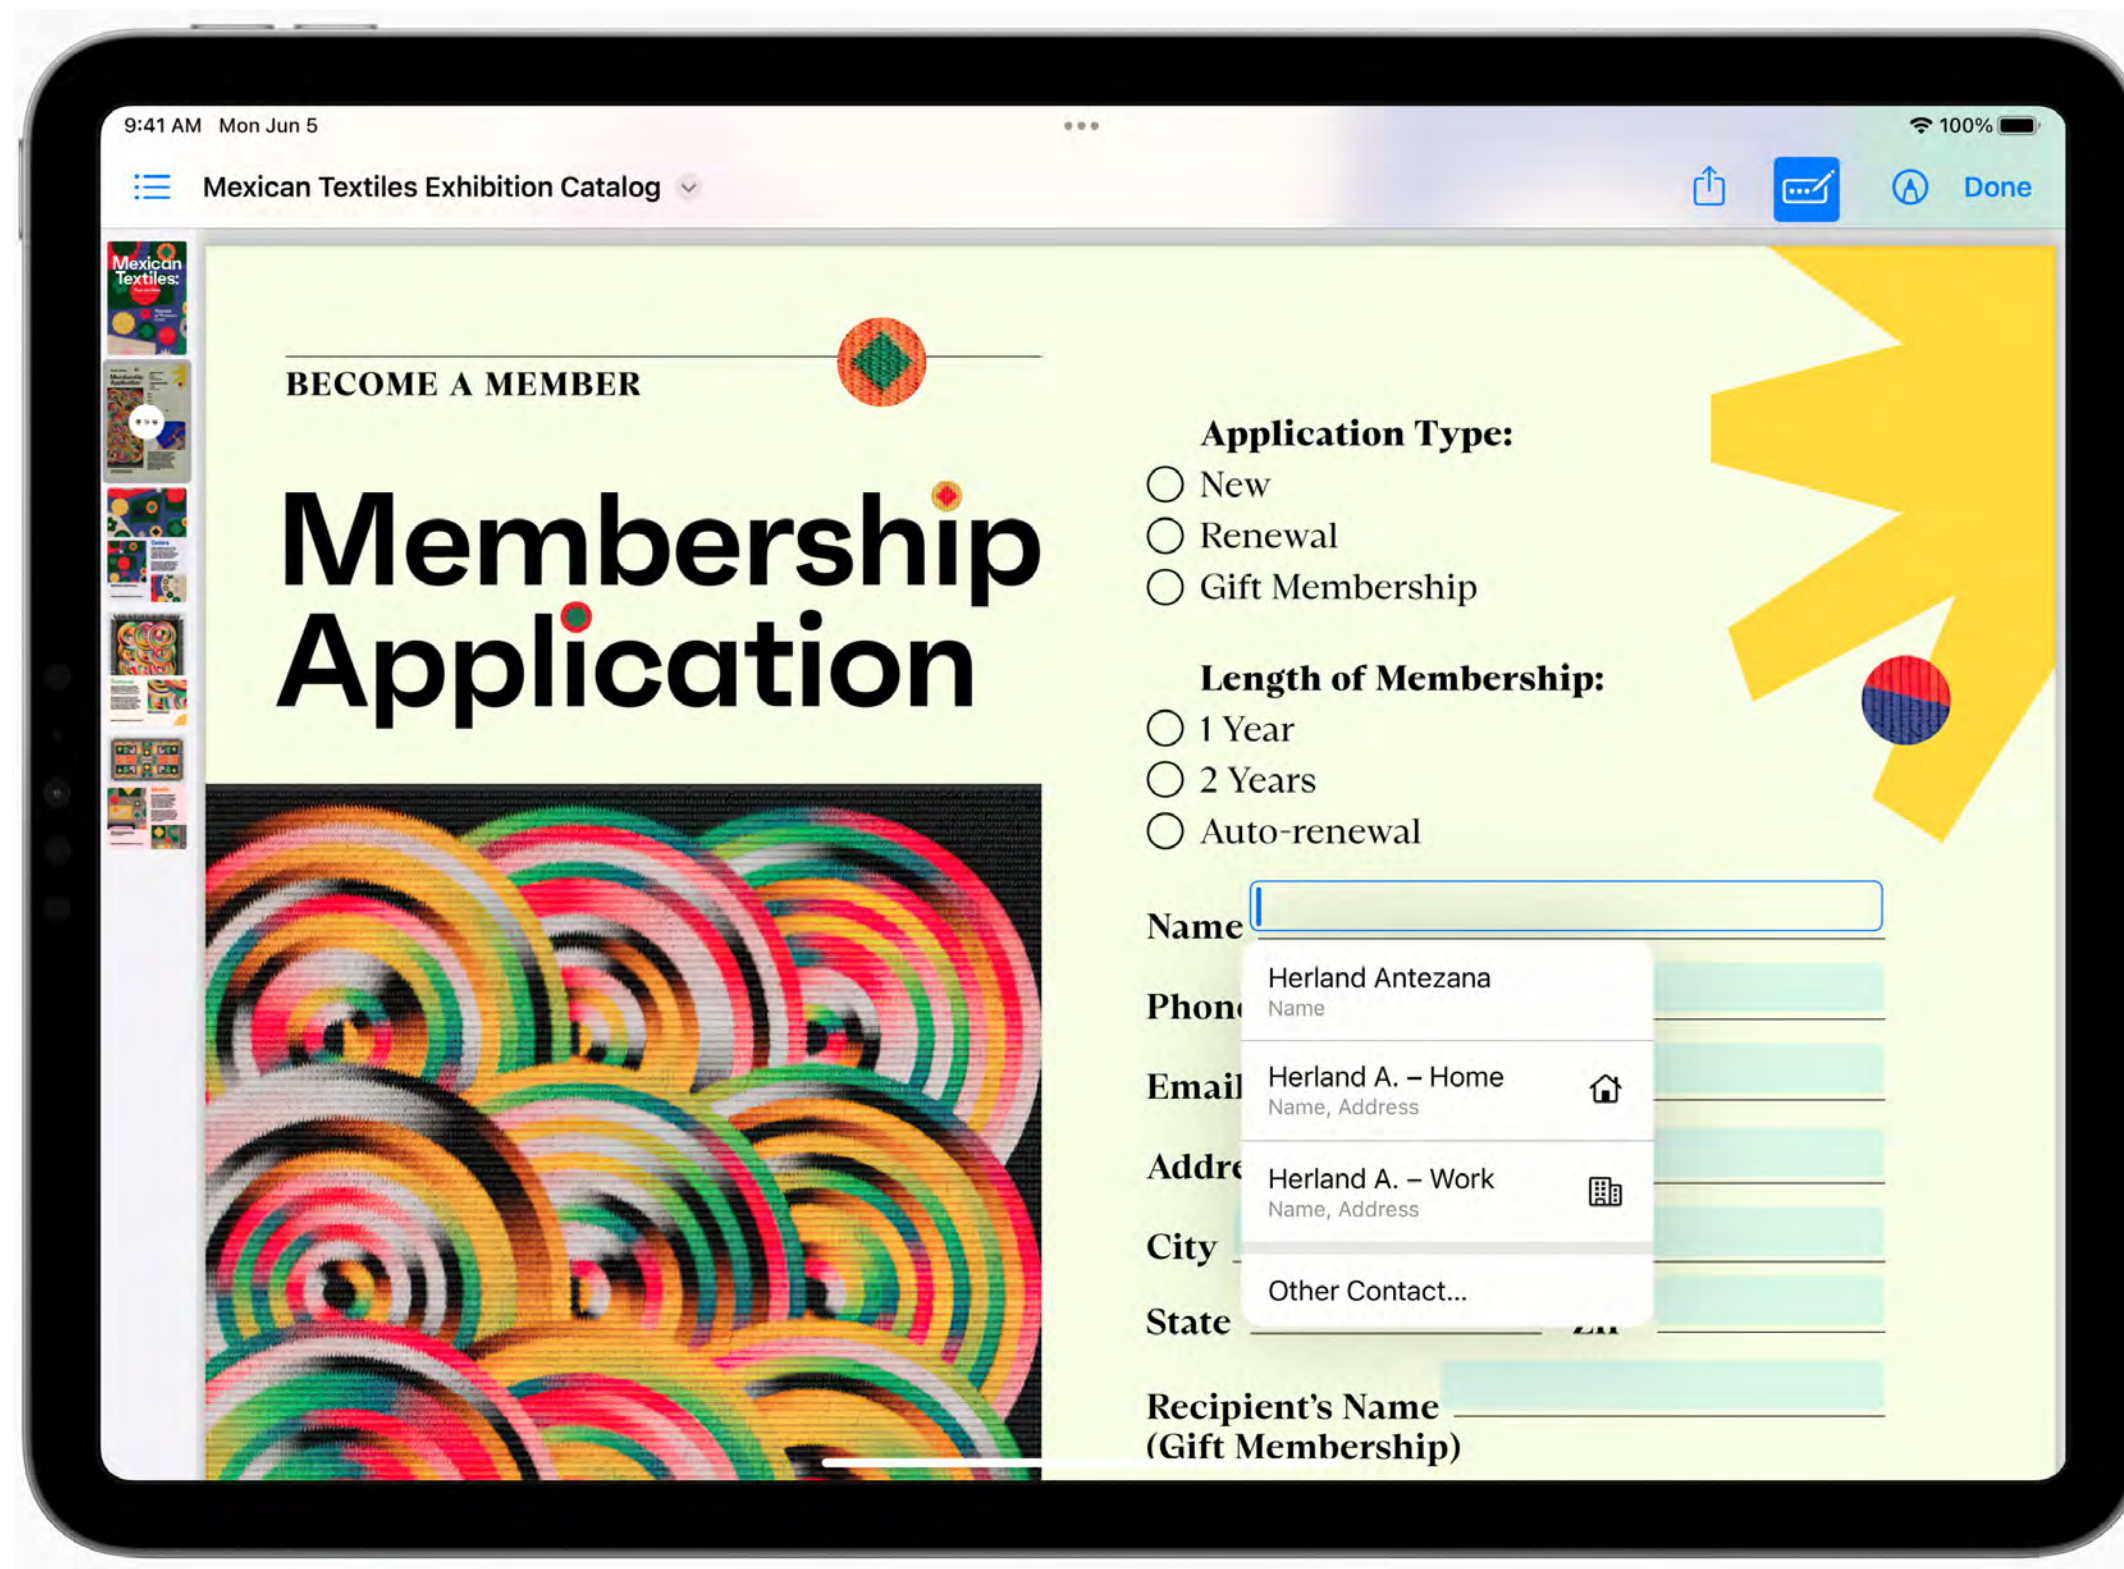 9:41 AM Mon Jun 5
100%
Mexican Textiles Exhibition Catalog
Done
Mexican
Textiles:
BECOME A MEMBER
Membership
Application
Application Type:
New
Renewal
Gift Membership
Length of Membership:
1 Year
2 Years
Auto-renewal
Name
Herland Antezana
Name
Phon
Herland A. – Home
Name, Address
Email
Herland A. – Work
Name, Address
Addre
City
Other Contact...
State
Recipient's Name
(Gift Membership)